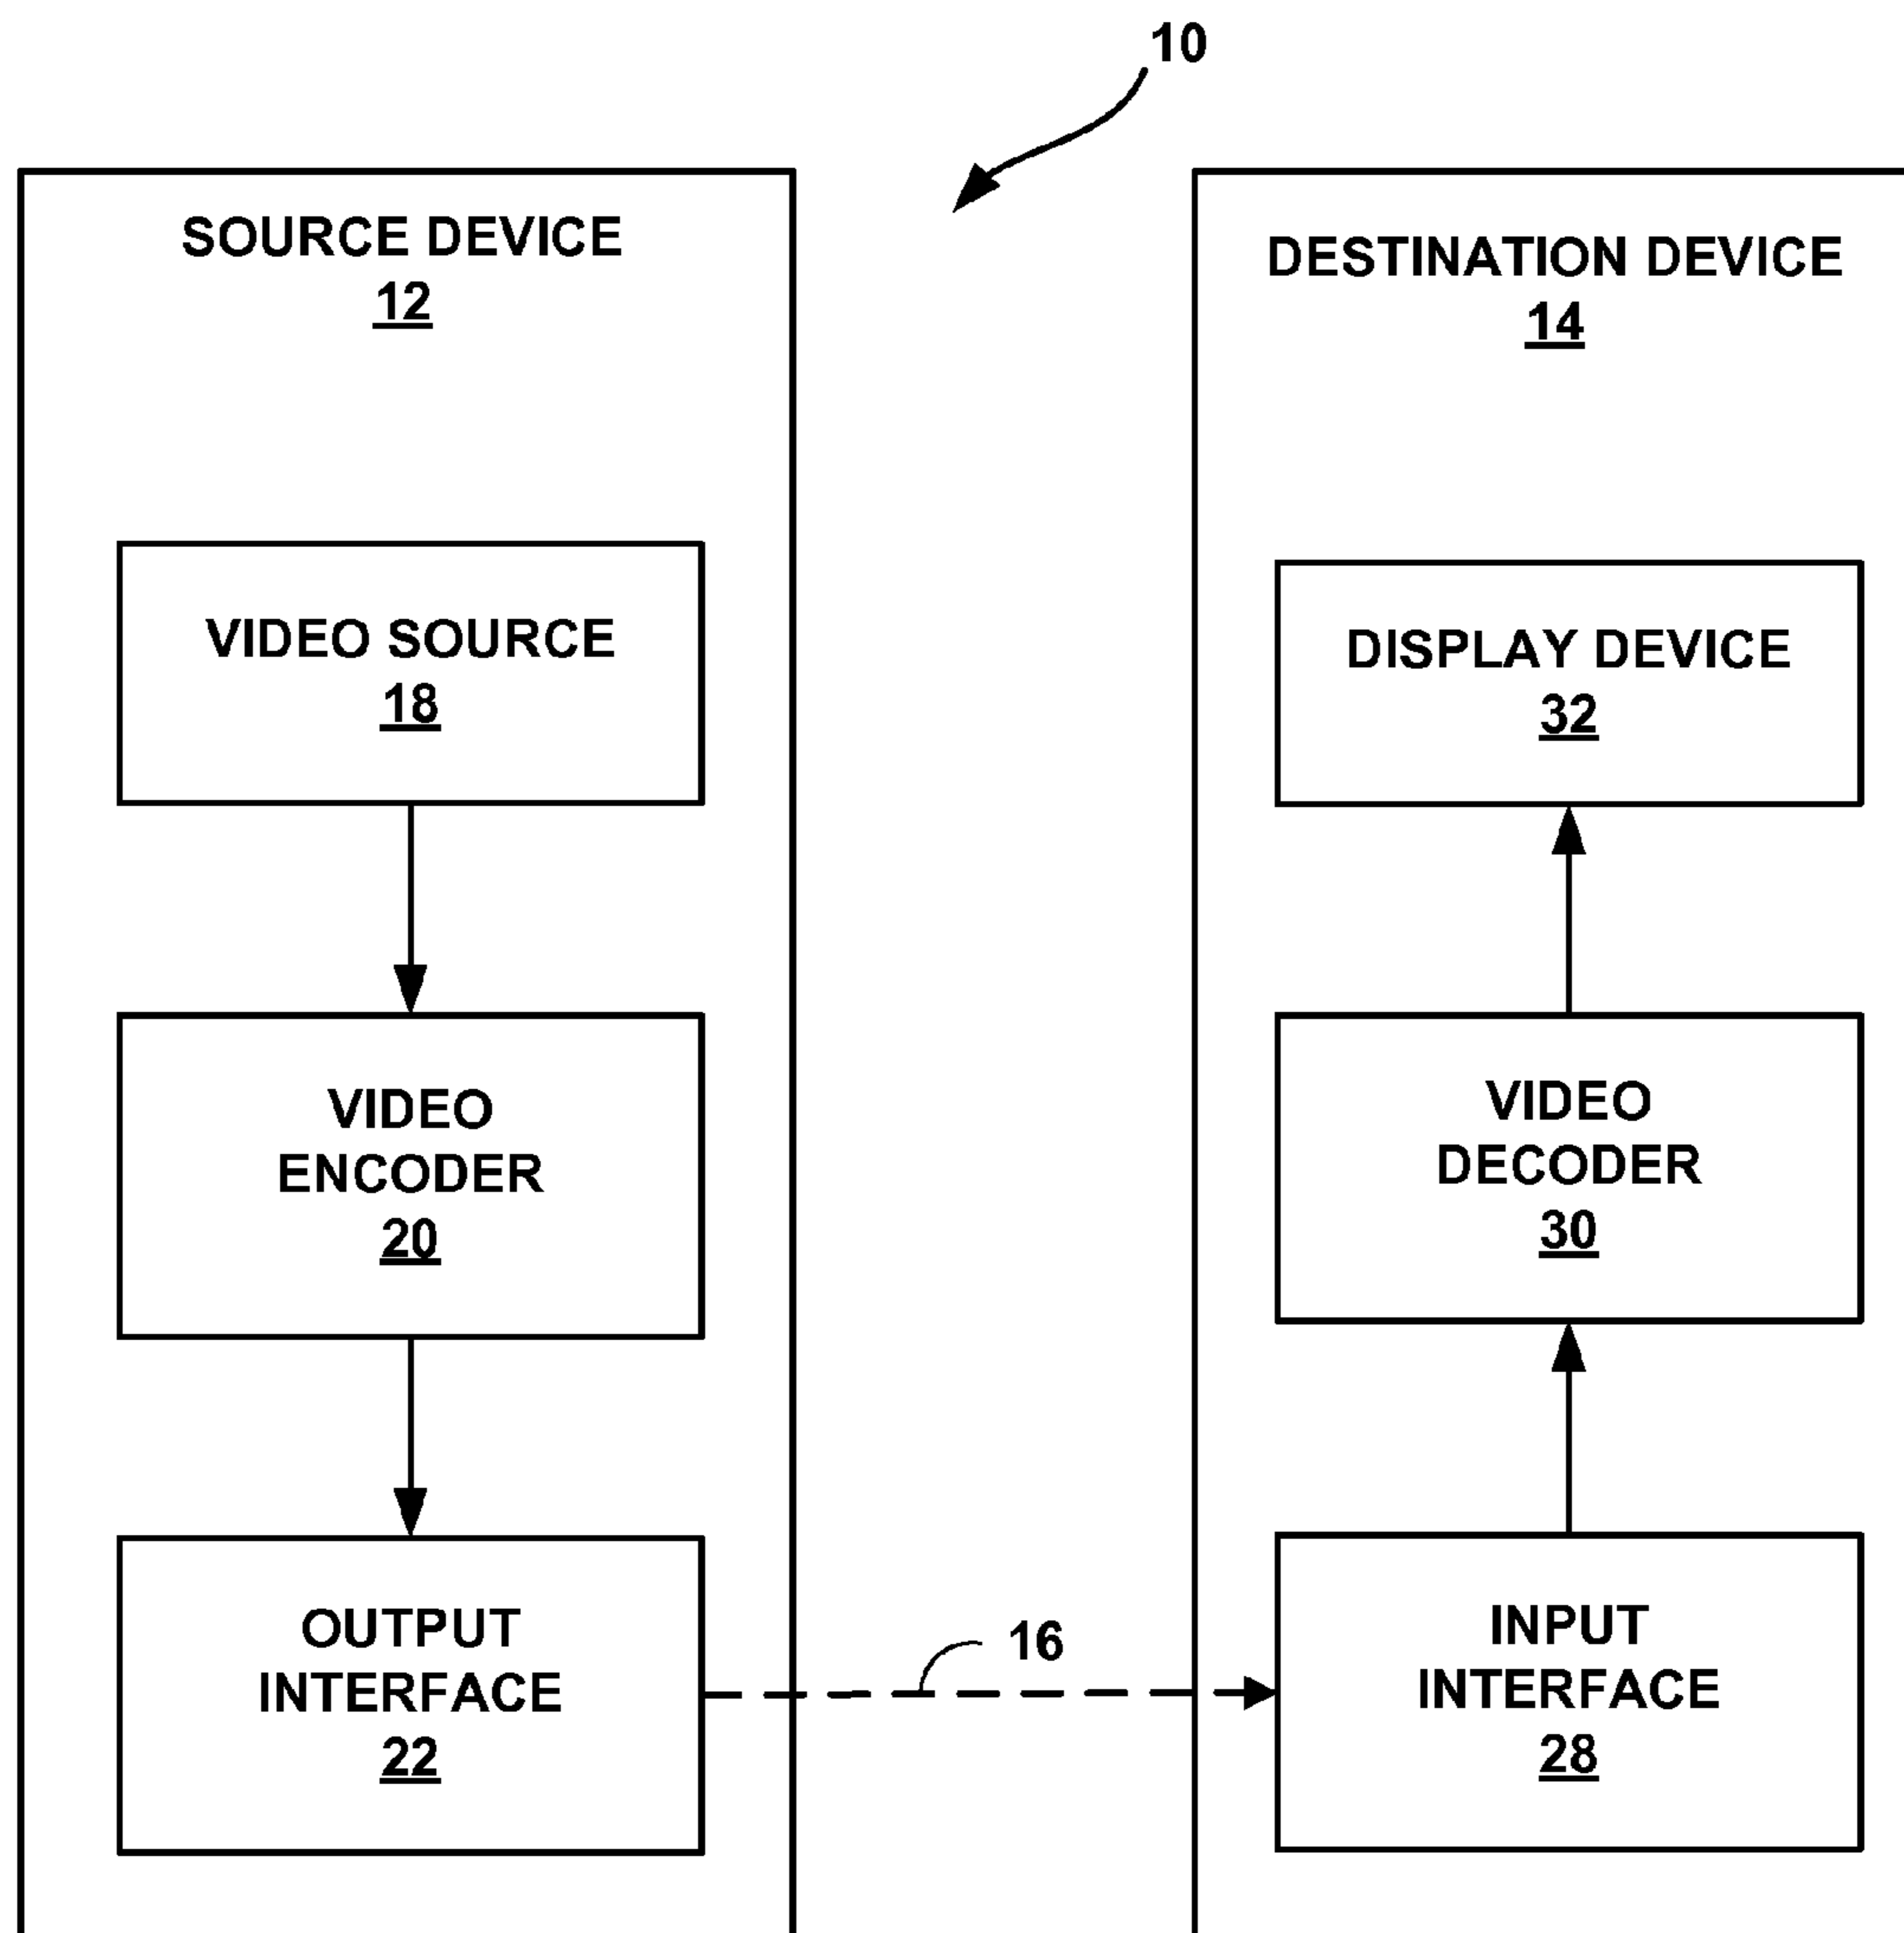 10
SOURCE DEVICE
12
VIDEO SOURCE
18
VIDEO
ENCODER
20
OUTPUT
INTERFACE
22
16
DESTINATION DEVICE
14
DISPLAY DEVICE
32
VIDEO
DECODER
30
INPUT
INTERFACE
28